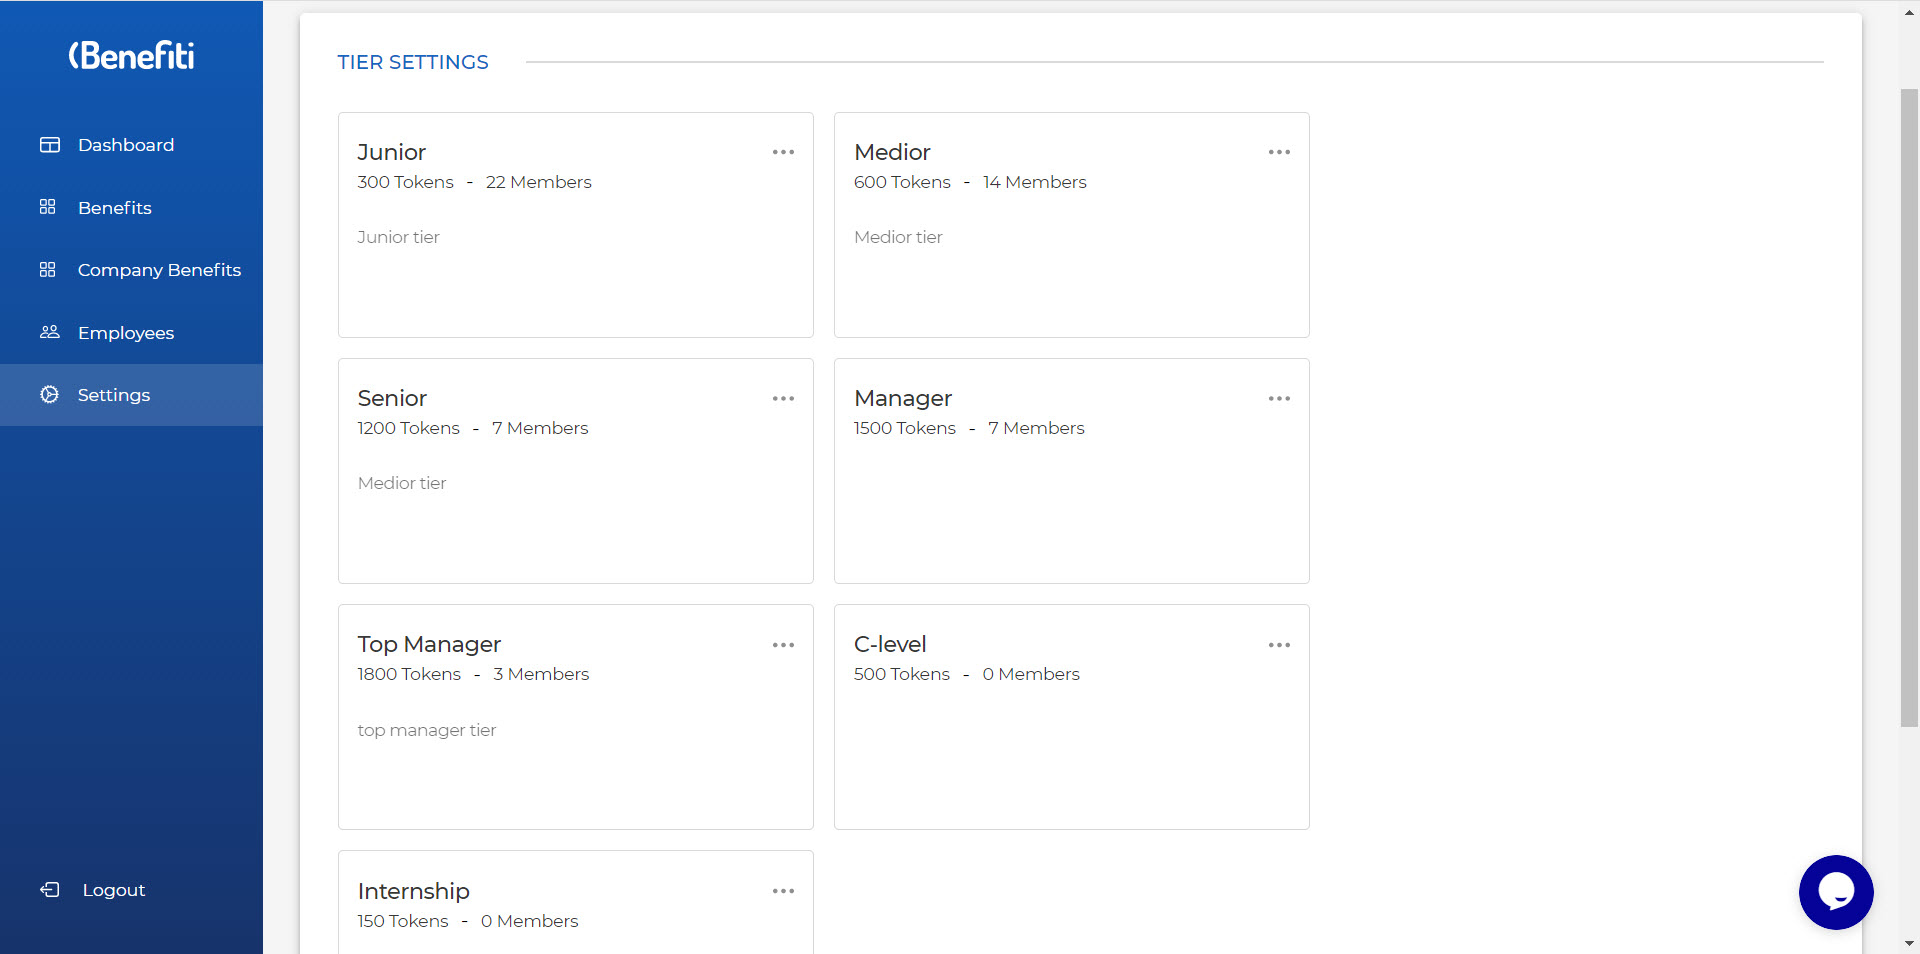 (Benefiti
Dashboard
Benefits
Company Benefits
Employees
Settings
Logout
TIER SETTINGS
Junior
300 Tokens - 22 Members
Junior tier
Medior
600 Tokens - 14 Members
Medior tier
Senior
1200 Tokens - 7 Members
Medior tier
Manager
1500 Tokens - 7 Members
Top Manager
1800 Tokens - 3 Members
top manager tier
C-level
500 Tokens - 0 Members
Internship
150 Tokens - 0 Members